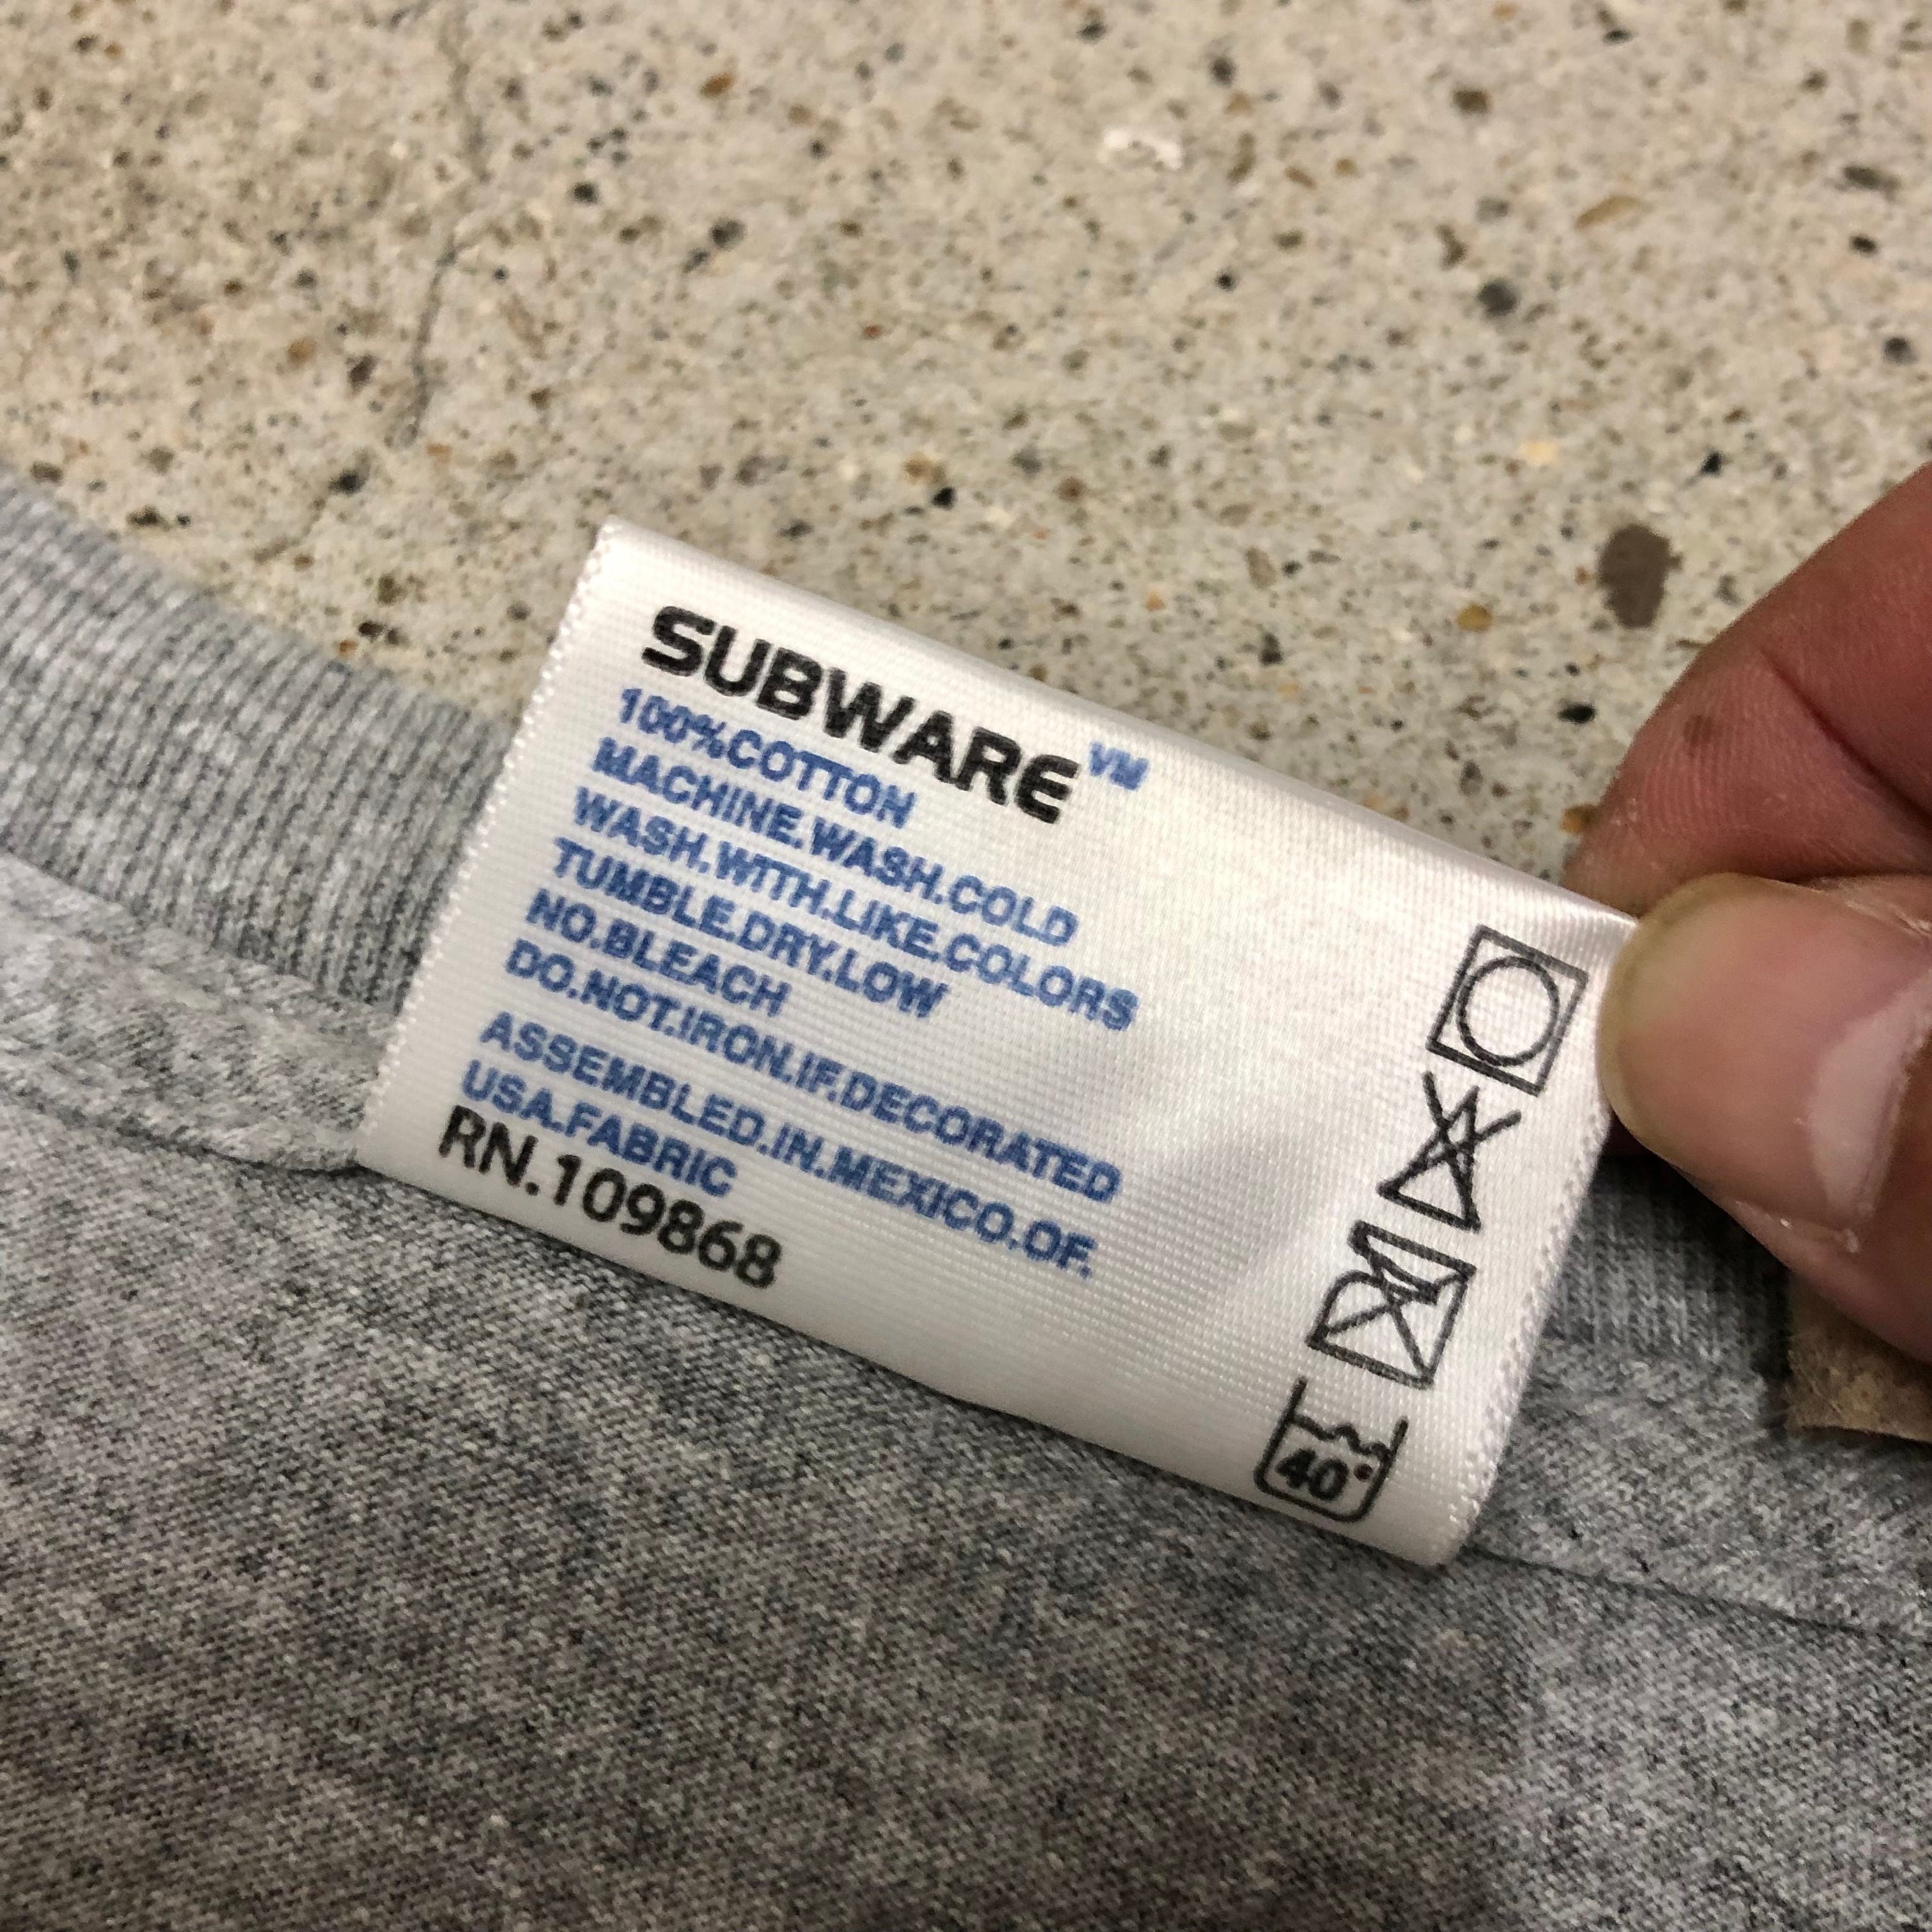 SUBWARE VM
100%COTTON
MACHINE.WASH.COLD
WASH.WITH.LIKE.COLORS
TUMBLE.DRY.LOW
NO.BLEACH
DO.NOT.IRON.IF.DECORATED
ASSEMBLED.IN.MEXICO.OF.
USA.FABRIC
RN.109868
40°